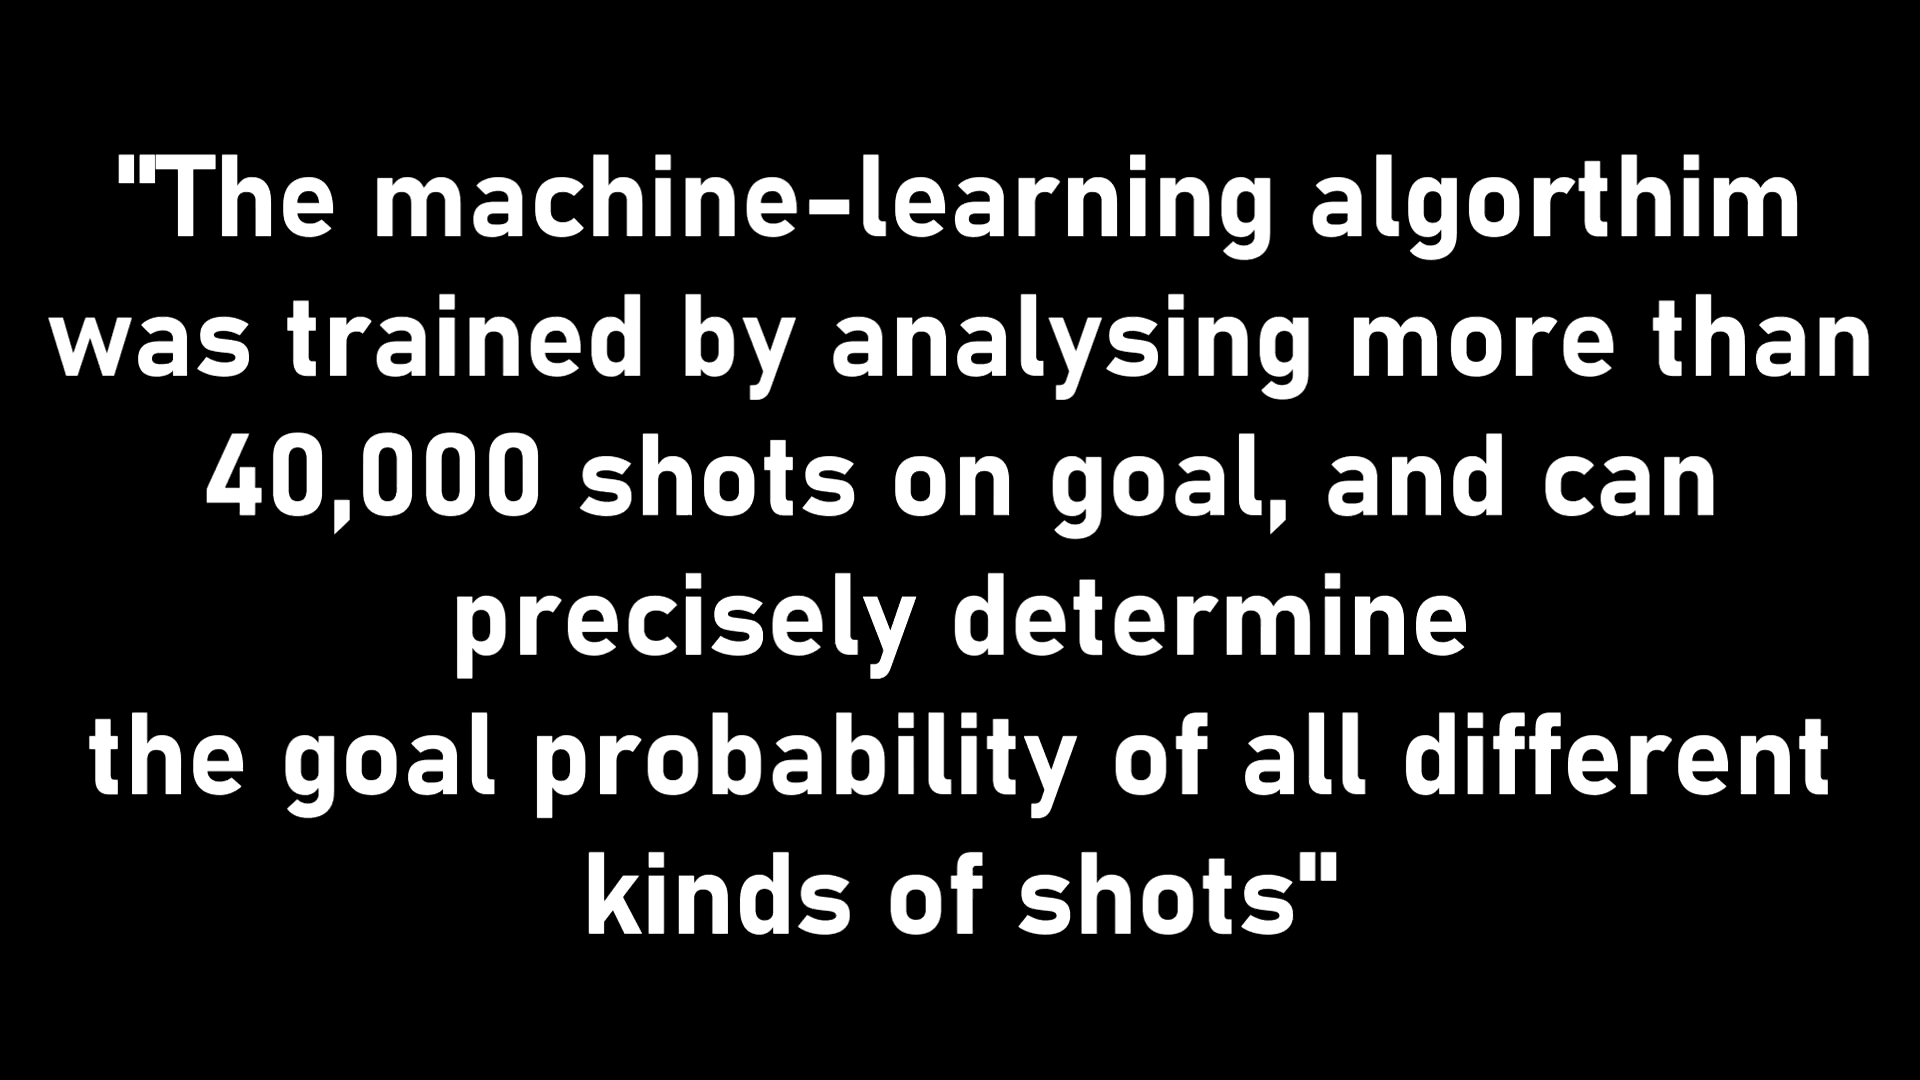 "The machine-learning algorthim
was trained by analysing more than
40,000 shots on goal, and can
precisely determine
the goal probability of all different
kinds of shots"